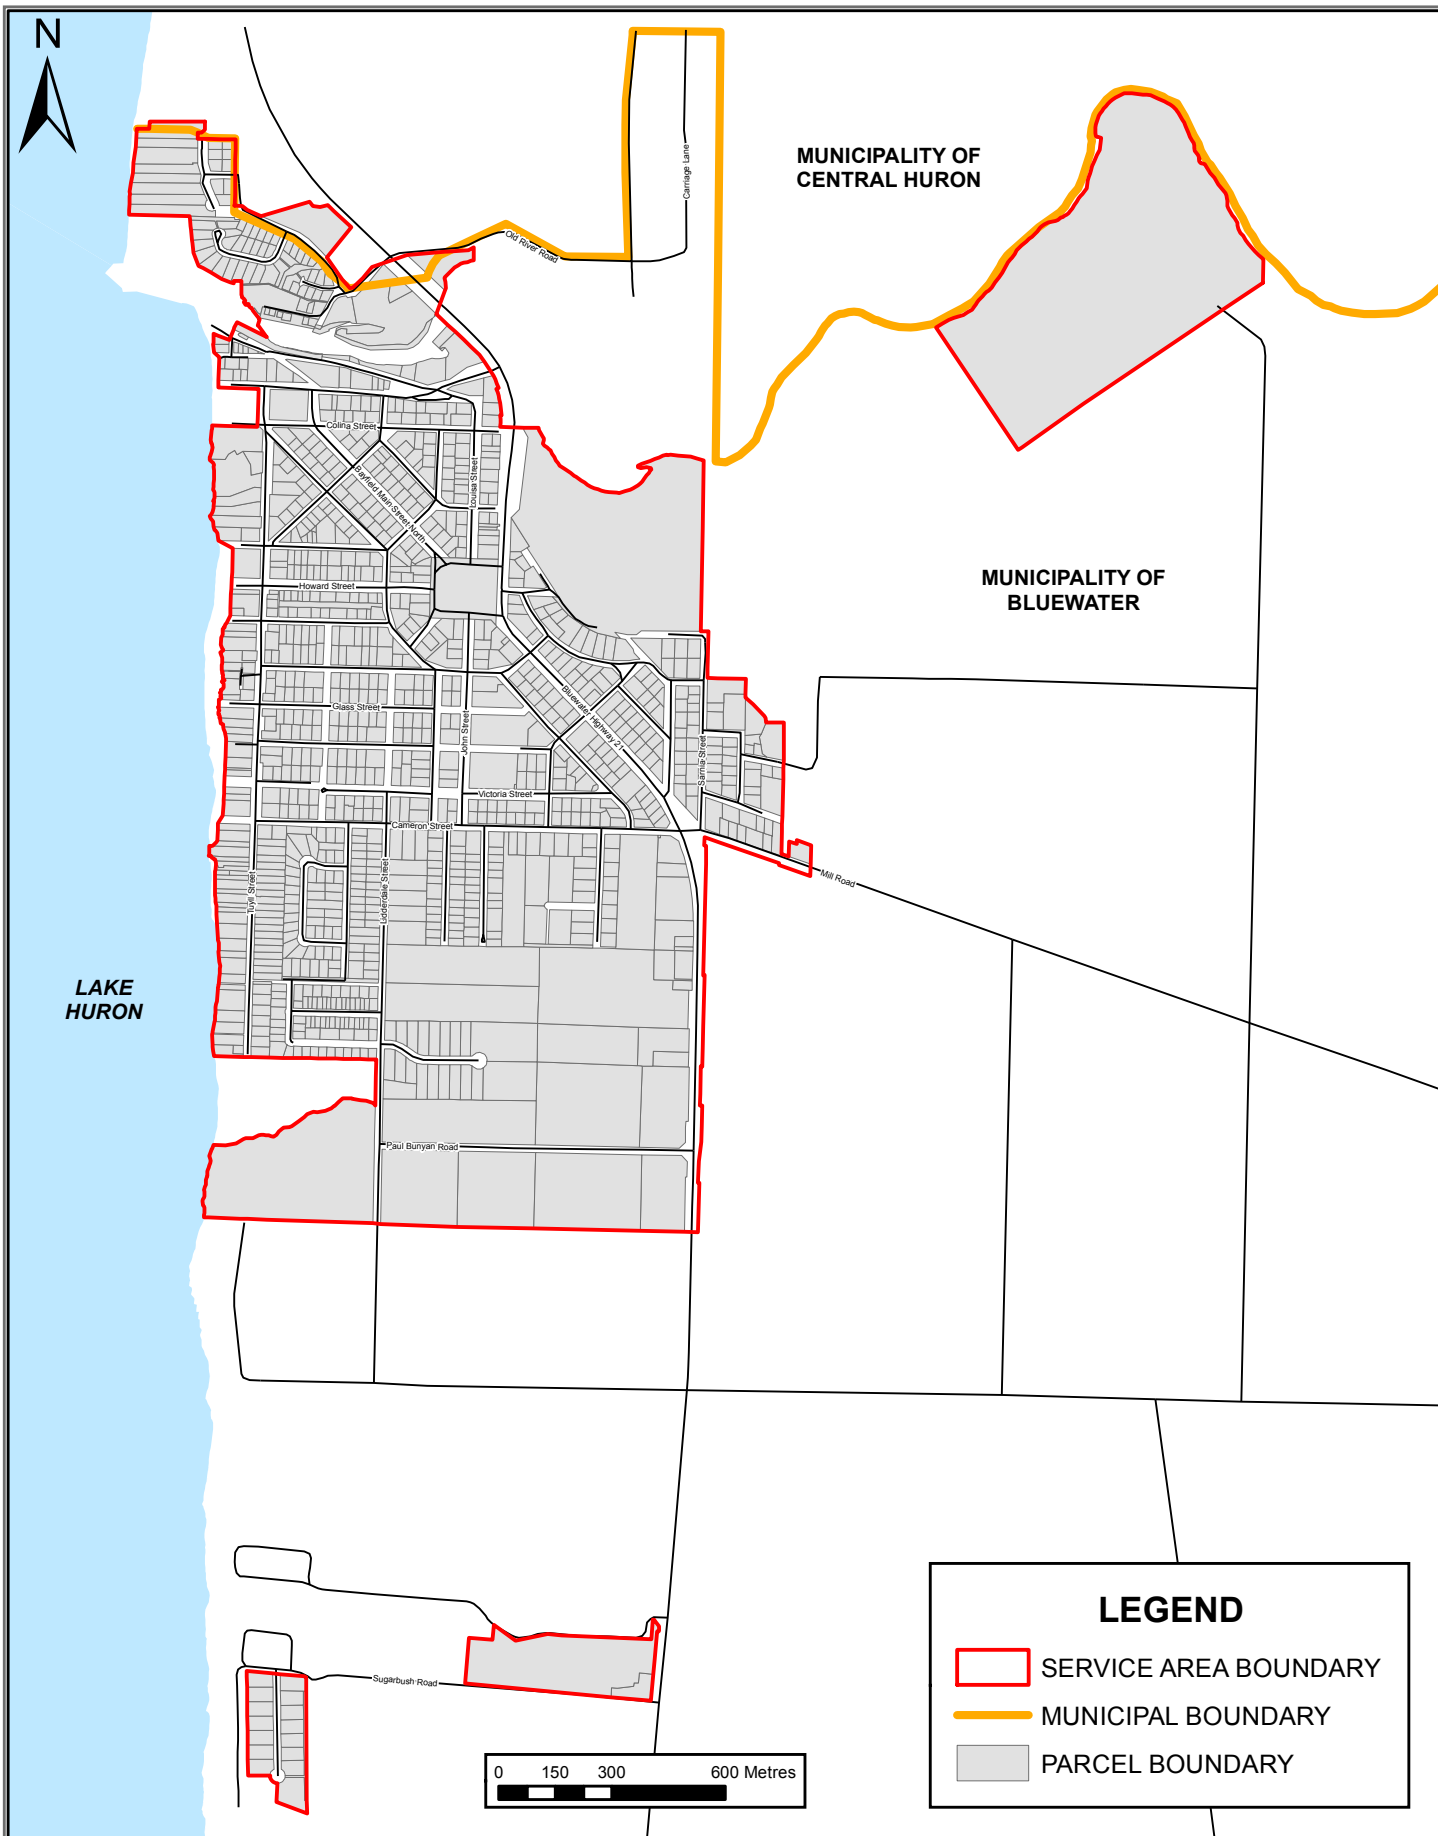 N
MUNICIPALITY OF
CENTRAL HURON
Carriage Lane
Old River Road
Colina Street
Bayfield Main Street North
Louisa Street
MUNICIPALITY OF
BLUEWATER
Howard Street
Glass Street
John Street
Bluewater Highway 21
Sarnia Street
Victoria Street
Cameron Street
Mill Road
Tuyll Street
Lidderdale Street
LAKE
HURON
Paul Bunyan Road
Sugarbush Road
LEGEND
SERVICE AREA BOUNDARY
MUNICIPAL BOUNDARY
PARCEL BOUNDARY
0 150 300 600 Metres